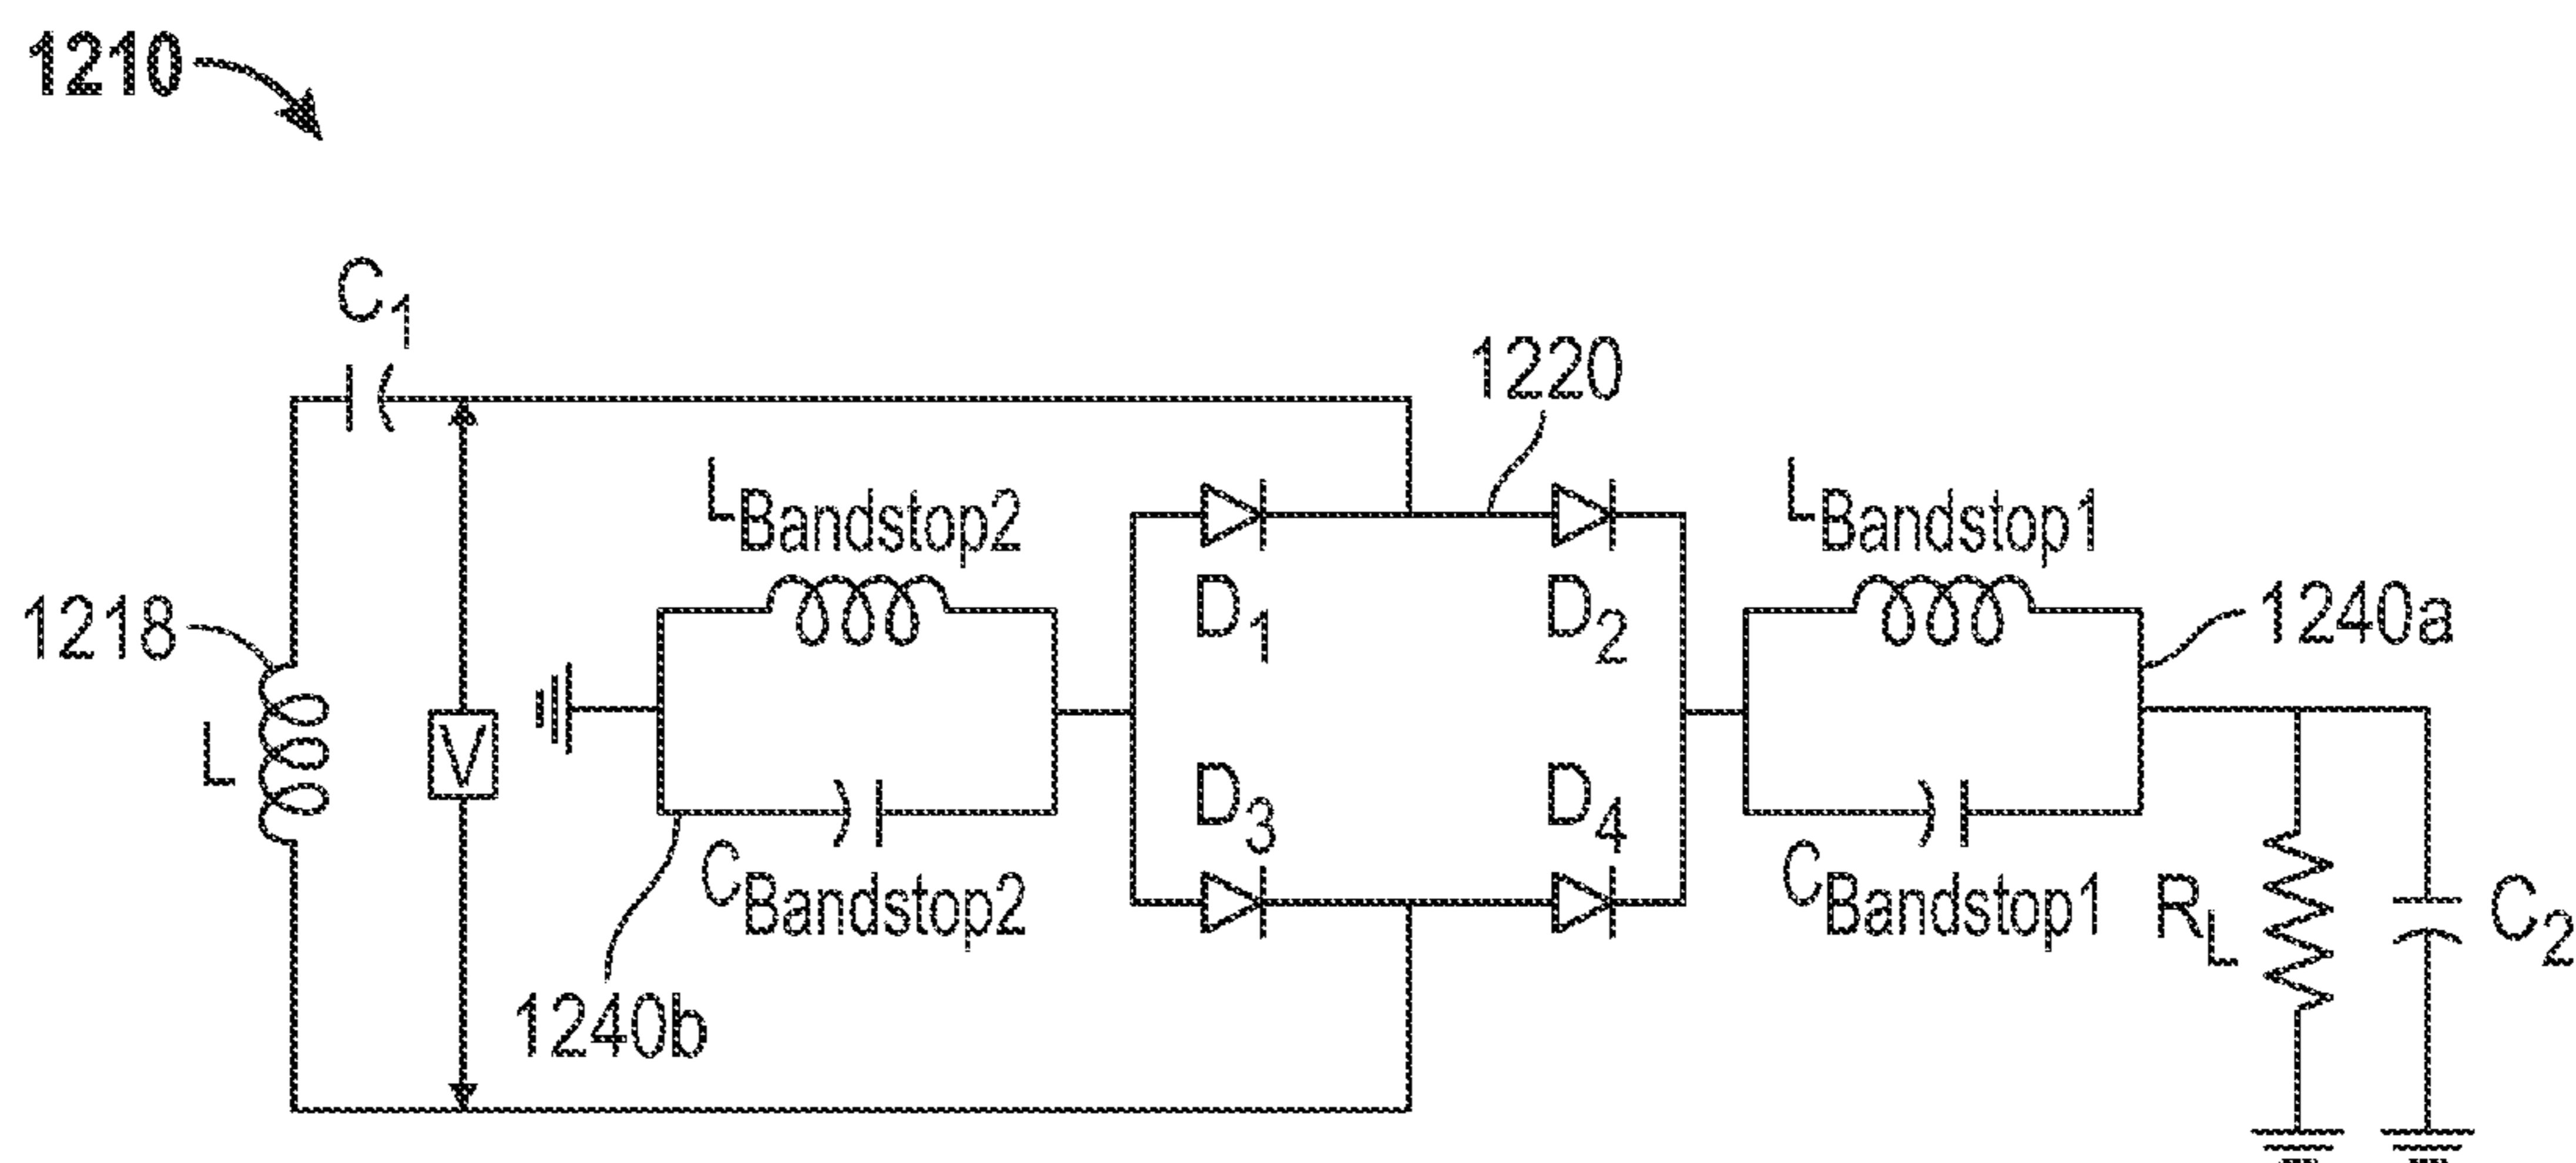 1210
C1
1220
LBandstop2
LBandstop1
1218
D1
D2
1240a
L
V
D3
D4
CBandstop2
CBandstop1
RL
C2
1240b